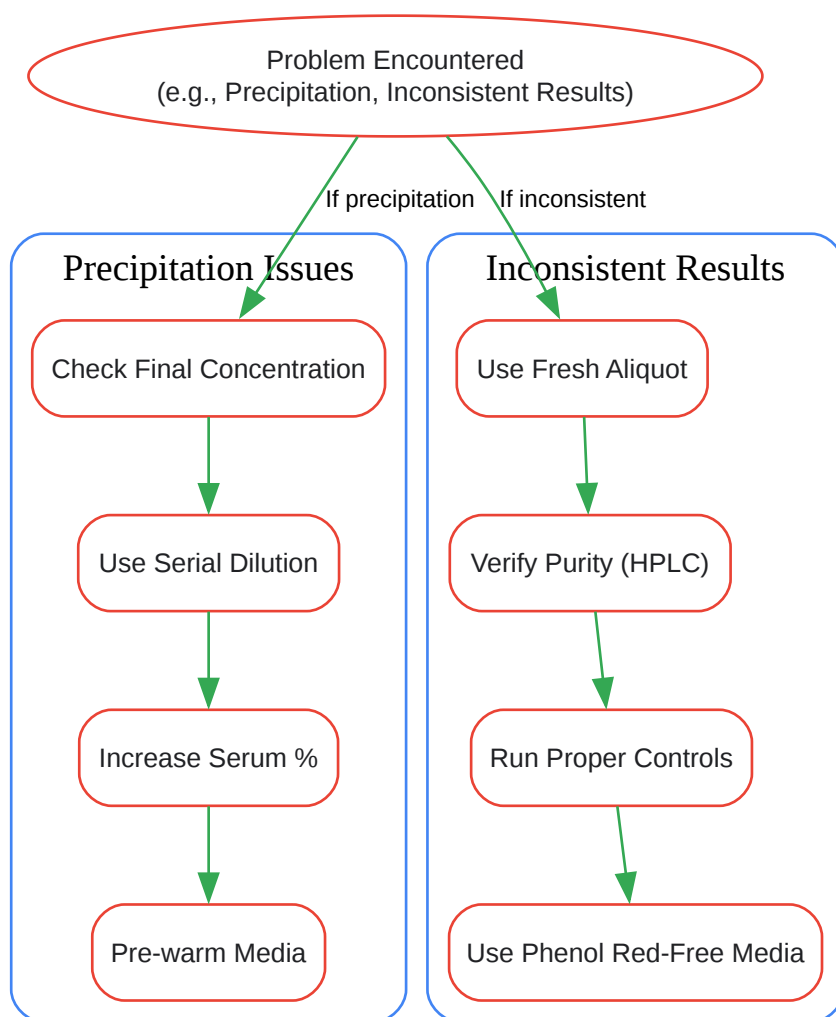 Problem Encountered
(e.g., Precipitation, Inconsistent Results)
If precipitation
If inconsistent
Precipitation Issues
Check Final Concentration
Use Serial Dilution
Increase Serum %
Pre-warm Media
Inconsistent Results
Use Fresh Aliquot
Verify Purity (HPLC)
Run Proper Controls
Use Phenol Red-Free Media